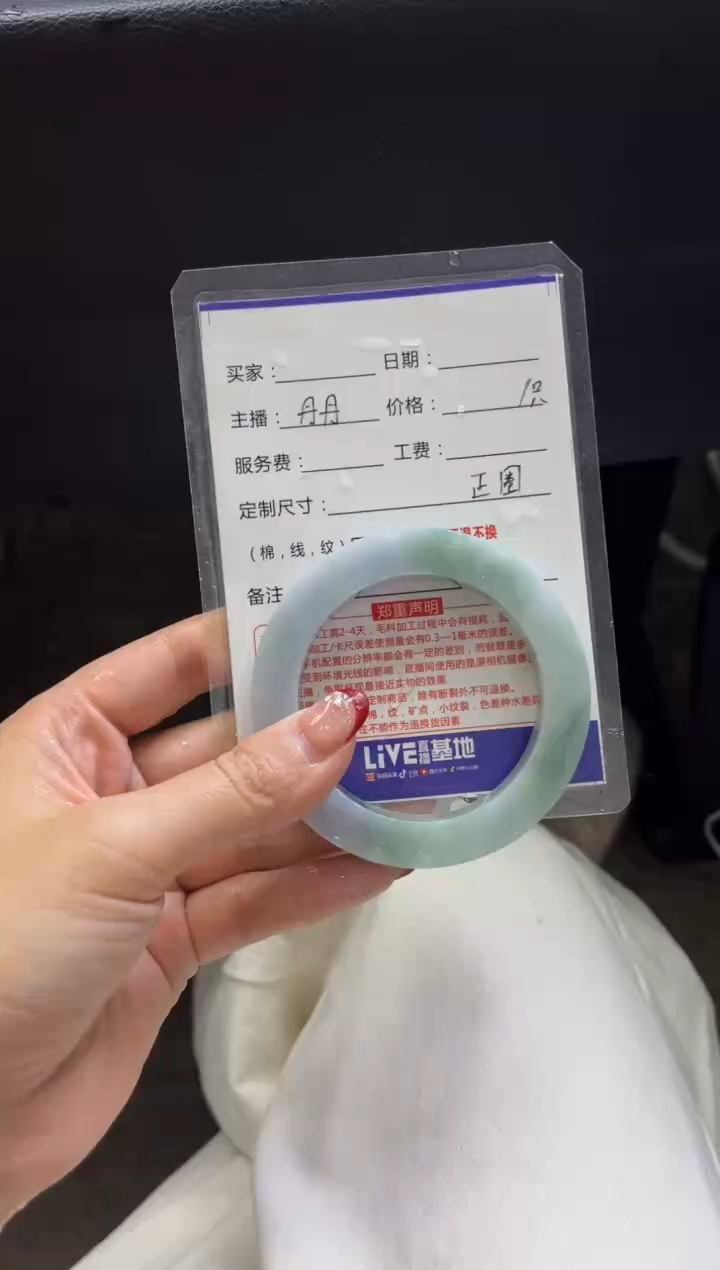 买家： 日期：
主播：丹丹 价格： 1只
服务费： 工费：
定制尺寸： 正圈
（棉，线，纹） 退不换
备注
郑重声明
工需2-4天，毛料加工过程中会有损耗，
加工/卡尺误差使测量会有0.3—1毫米的误差。
手机配置的分辨率都会有一定的差别，而翡翠是多
受到环境光线的影响，直播间使用的是原相机摄像
最接近实物的效果
定制商品，除有断裂外不可退换。
棉，纹，矿点，小纹裂，色差种水差异
不能作为退换货因素
LiVE直播基地